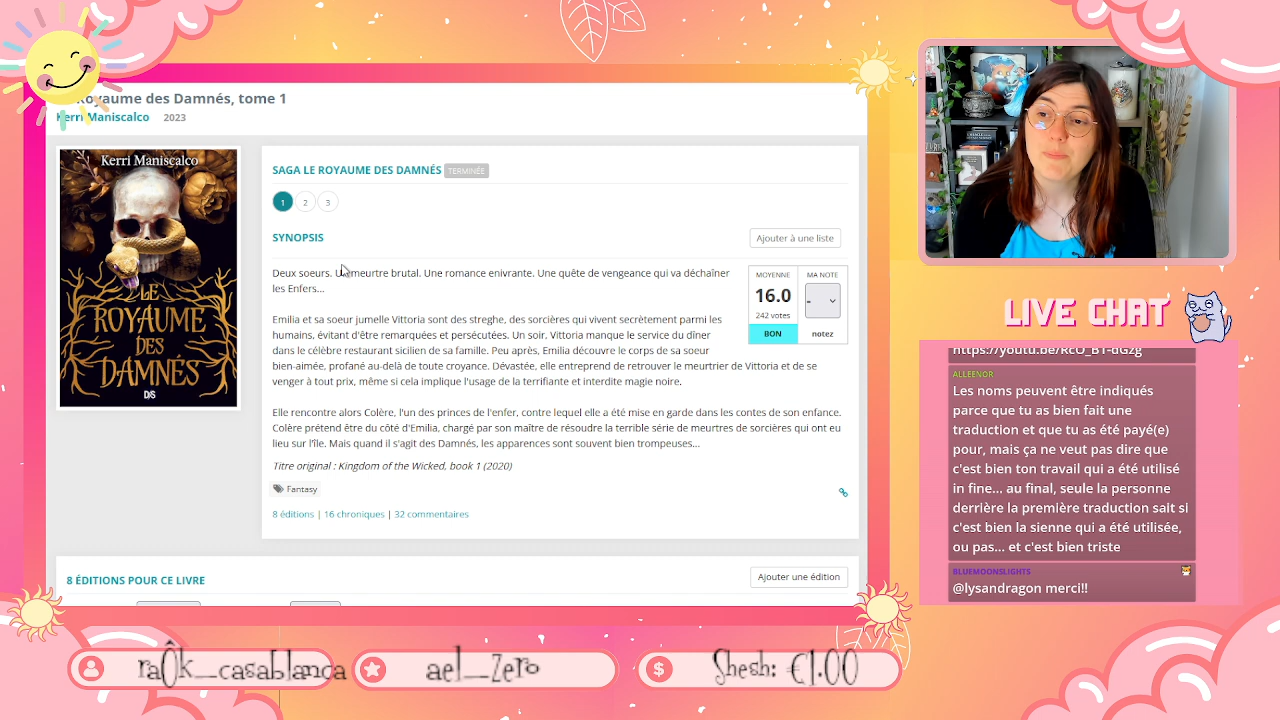 Royaume des Damnés, tome 1
Kerri Maniscalco 2023
Kerri Maniscalco
LE
ROYAUME
DES
DAMNÉS
SAGA LE ROYAUME DES DAMNÉS TERMINÉE
1 2 3
SYNOPSIS
Ajouter à une liste
Deux soeurs. Un meurtre brutal. Une romance enivrante. Une quête de vengeance qui va déchaîner
les Enfers...
MOYENNE
16.0
242 votes
BON
MA NOTE
-
notez
Emilia et sa soeur jumelle Vittoria sont des streghe, des sorcières qui vivent secrètement parmi les
humains, évitant d'être remarquées et persécutées. Un soir, Vittoria manque le service du dîner
dans le célèbre restaurant sicilien de sa famille. Peu après, Emilia découvre le corps de sa soeur
bien-aimée, profané au-delà de toute croyance. Dévastée, elle entreprend de retrouver le meurtrier de Vittoria et de se
venger à tout prix, même si cela implique l'usage de la terrifiante et interdite magie noire.
Elle rencontre alors Colère, l'un des princes de l'enfer, contre lequel elle a été mise en garde dans les contes de son enfance.
Colère prétend être du côté d'Emilia, chargé par son maître de résoudre la terrible série de meurtres de sorcières qui ont eu
lieu sur l'île. Mais quand il s'agit des Damnés, les apparences sont souvent bien trompeuses...
Titre original : Kingdom of the Wicked, book 1 (2020)
Fantasy
8 éditions | 16 chroniques | 32 commentaires
8 ÉDITIONS POUR CE LIVRE
Ajouter une édition
LIVE CHAT
ALLEENOR
Les noms peuvent être indiqués
parce que tu as bien fait une
traduction et que tu as été payé(e)
pour, mais ça ne veut pas dire que
c'est bien ton travail qui a été utilisé
in fine... au final, seule la personne
derrière la première traduction sait si
c'est bien la sienne qui a été utilisée,
ou pas... et c'est bien triste
BLUEMOONSLIGHTS
@lysandragon merci!!
ra0k_casablanca
ael_Zero
$
Shesh: €1.00